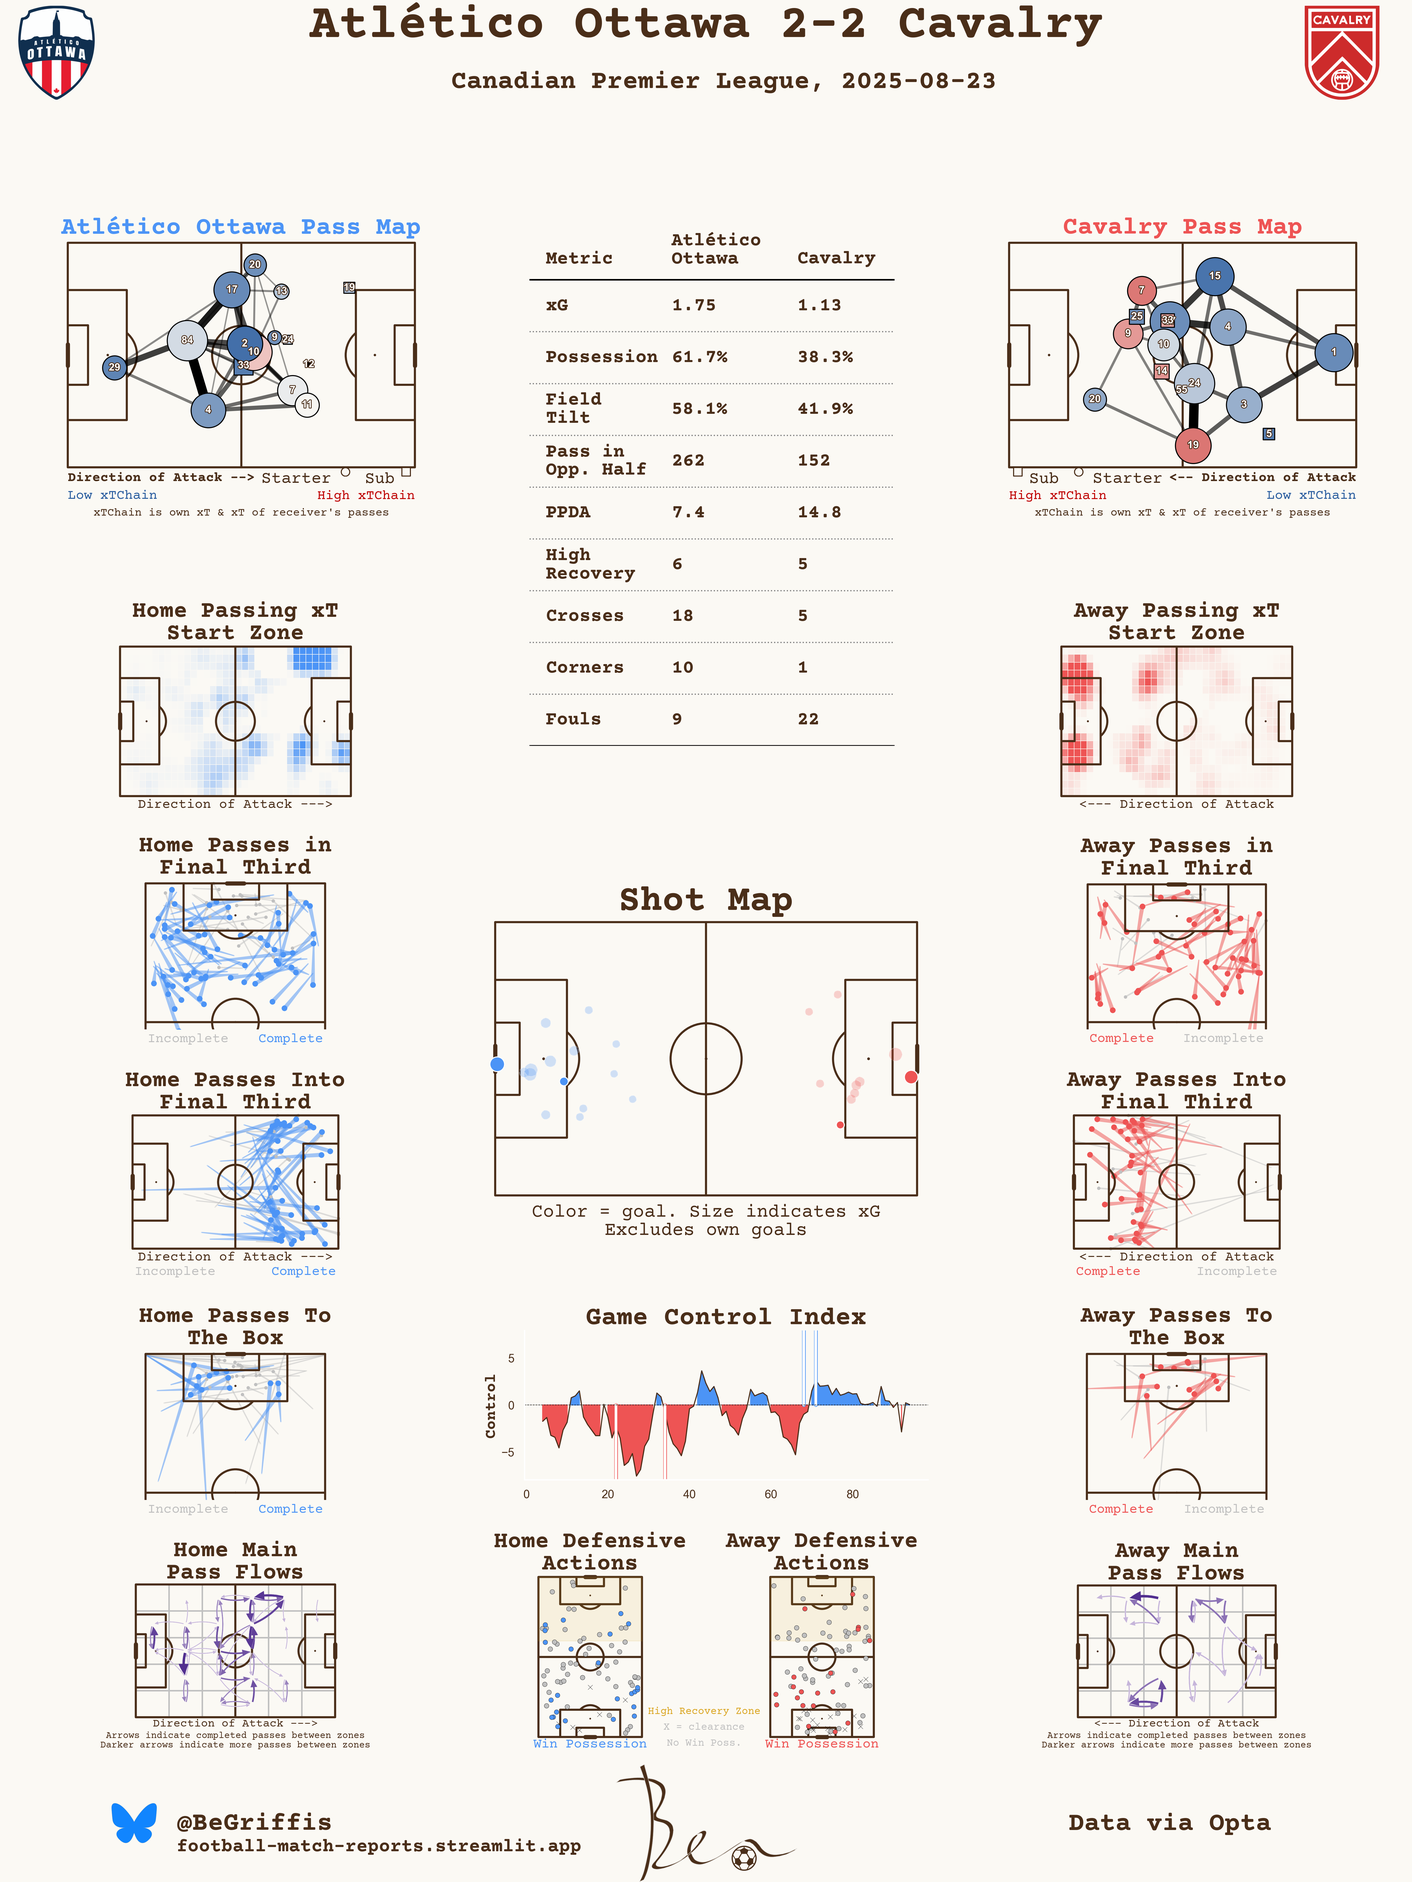 Atlético Ottawa 2-2 Cavalry
Canadian Premier League, 2025-08-23
ATLÉTICO
OTTAWA
CAVALRY
Atlético Ottawa Pass Map
20
17
13
19
84
2
9
24
10
33
12
29
7
11
4
Direction of Attack --> Starter Sub
Low xTChain High xTChain
xTChain is own xT & xT of receiver's passes
Metric Atlético Ottawa Cavalry
xG 1.75 1.13
Possession 61.7% 38.3%
Field Tilt 58.1% 41.9%
Pass in Opp. Half 262 152
PPDA 7.4 14.8
High Recovery 6 5
Crosses 18 5
Corners 10 1
Fouls 9 22
Cavalry Pass Map
15
7
25
33
4
9
10
1
14
24
55
20
3
5
19
Sub Starter <-- Direction of Attack
High xTChain Low xTChain
xTChain is own xT & xT of receiver's passes
Home Passing xT
Start Zone
Direction of Attack --->
Away Passing xT
Start Zone
<--- Direction of Attack
Home Passes in
Final Third
Incomplete Complete
Away Passes in
Final Third
Complete Incomplete
Shot Map
Color = goal. Size indicates xG
Excludes own goals
Home Passes Into
Final Third
Direction of Attack --->
Incomplete Complete
Away Passes Into
Final Third
<--- Direction of Attack
Complete Incomplete
Home Passes To
The Box
Incomplete Complete
Game Control Index
Control
5
0
−5
0 20 40 60 80
Away Passes To
The Box
Complete Incomplete
Home Main
Pass Flows
Direction of Attack --->
Arrows indicate completed passes between zones
Darker arrows indicate more passes between zones
Home Defensive
Actions
Win Possession
Away Defensive
Actions
Win Possession
High Recovery Zone
X = clearance
No Win Poss.
Away Main
Pass Flows
<--- Direction of Attack
Arrows indicate completed passes between zones
Darker arrows indicate more passes between zones
@BeGriffis
football-match-reports.streamlit.app
Ben
Data via Opta